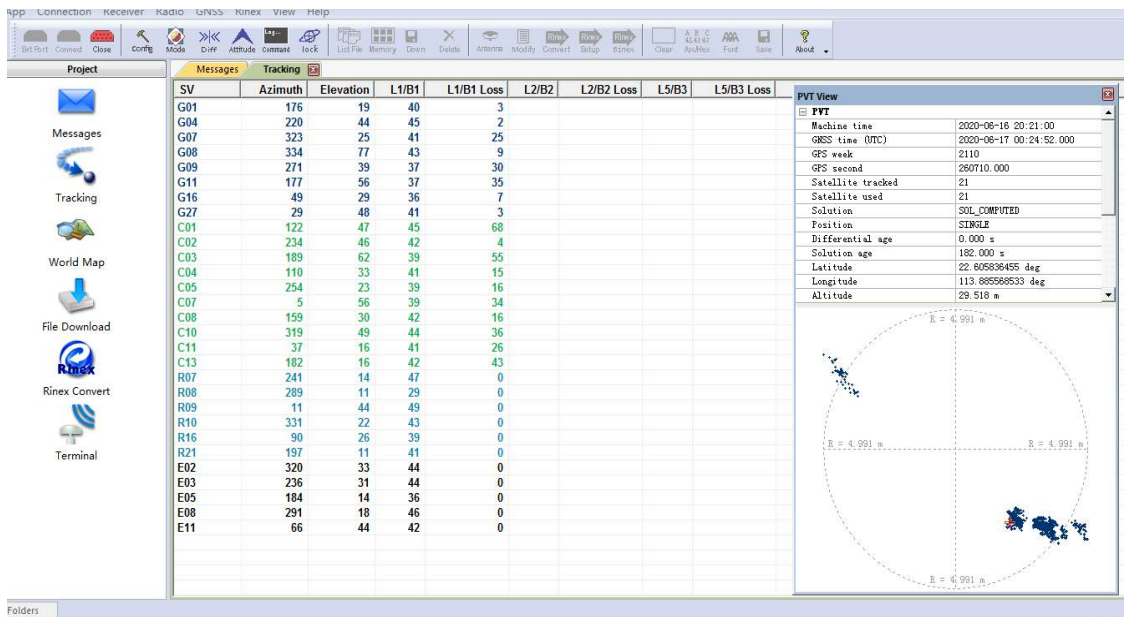 App Connection Receiver Radio GNSS Rinex View Help
Connect Close Config Mode Diff Attitude Command lock List File Memory Down Delete Antenna Modify Convert Setup Clear Asc/Hex Font Save About
Project
Messages
Tracking
World Map
File Download
Rinex Convert
Terminal
Messages Tracking
SV Azimuth Elevation L1/B1 L1/B1 Loss L2/B2 L2/B2 Loss L5/B3 L5/B3 Loss
G01 176 19 40 3
G04 220 44 45 2
G07 323 25 41 25
G08 334 77 43 9
G09 271 39 37 30
G11 177 56 37 35
G16 49 29 36 7
G27 29 48 41 3
C01 122 47 45 68
C02 234 46 42 4
C03 189 62 39 55
C04 110 33 41 15
C05 254 23 39 16
C07 5 56 39 34
C08 159 30 42 16
C10 319 49 44 36
C11 37 16 41 26
C13 182 16 42 43
R07 241 14 47 0
R08 289 11 29 0
R09 11 44 49 0
R10 331 22 43 0
R16 90 26 39 0
R21 197 11 41 0
E02 320 33 44 0
E03 236 31 44 0
E05 184 14 36 0
E08 291 18 46 0
E11 66 44 42 0
PVT View
PVT
Machine time 2020-06-16 20:21:00
GNSS time (UTC) 2020-06-17 00:24:52.000
GPS week 2110
GPS second 260710.000
Satellite tracked 21
Satellite used 21
Solution SOL_COMPUTED
Position SINGLE
Differential age 0.000 s
Solution age 182.000 s
Latitude 22.605836455 deg
Longitude 113.885568533 deg
Altitude 29.518 m
R = 4.991 m
R = 4.991 m R = 4.991 m
R = 4.991 m
Folders